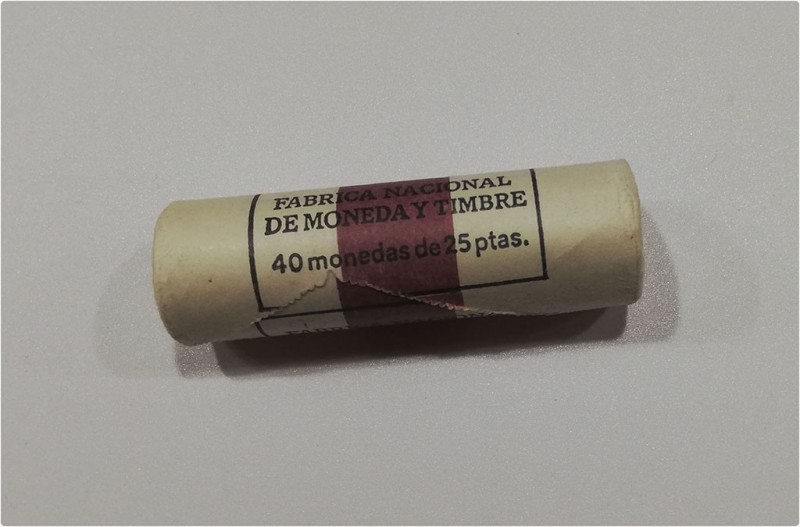 FABRICA NACIONAL
DE MONEDA Y TIMBRE
40 monedas de 25 ptas.